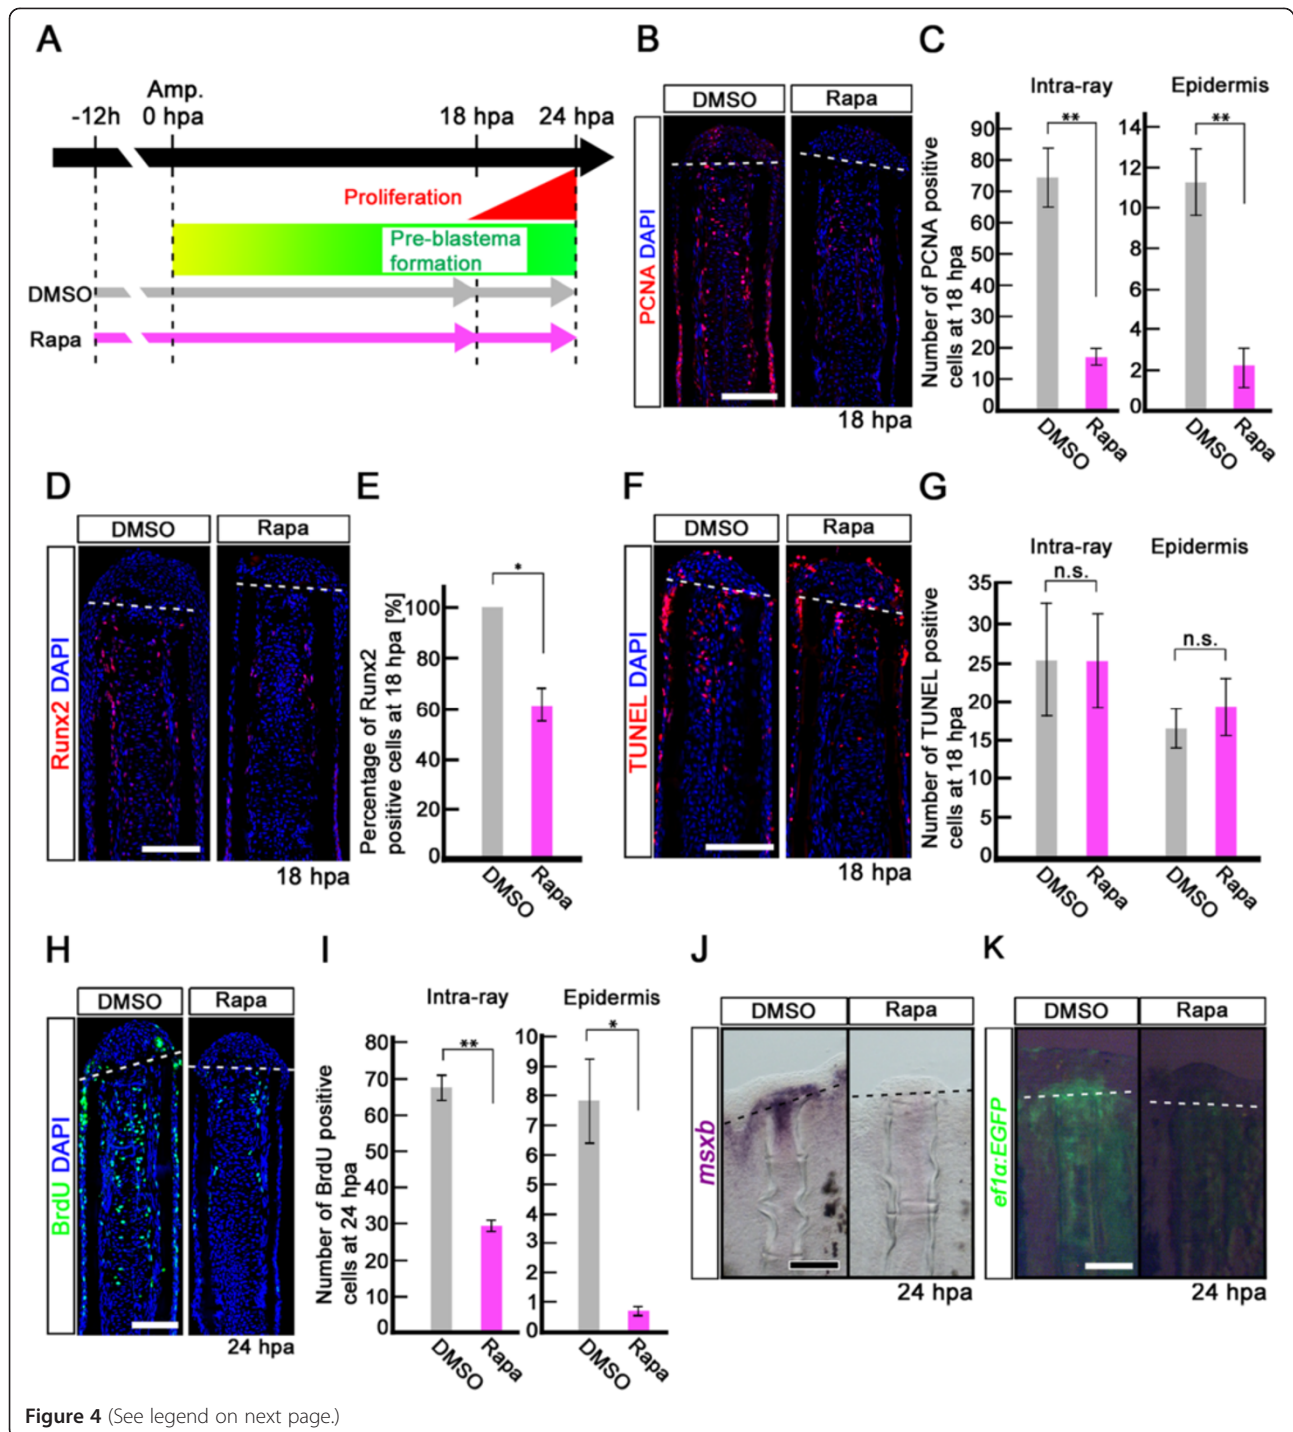 A
Amp.
-12h 0 hpa 18 hpa 24 hpa
Proliferation
Pre-blastema
formation
DMSO
Rapa
B
DMSO Rapa
PCNA DAPI
18 hpa
C
Intra-ray Epidermis
Number of PCNA positive
cells at 18 hpa
90
80
70
60
50
40
30
20
10
0
**
DMSO
Rapa
14
12
10
8
6
4
2
0
**
DMSO
Rapa
D
DMSO Rapa
Runx2 DAPI
18 hpa
E
Percentage of Runx2
positive cells at 18 hpa [%]
100
80
60
40
20
0
*
DMSO
Rapa
F
DMSO Rapa
TUNEL DAPI
18 hpa
G
Intra-ray Epidermis
Number of TUNEL positive
cells at 18 hpa
35
30
25
20
15
10
5
0
n.s.
n.s.
DMSO
Rapa
DMSO
Rapa
H
DMSO Rapa
BrdU DAPI
24 hpa
I
Intra-ray Epidermis
Number of BrdU positive
cells at 24 hpa
80
70
60
50
40
30
20
10
0
**
DMSO
Rapa
10
9
8
7
6
5
4
3
2
1
0
*
DMSO
Rapa
J
DMSO Rapa
msxb
24 hpa
K
DMSO Rapa
ef1α:EGFP
24 hpa
Figure 4 (See legend on next page.)